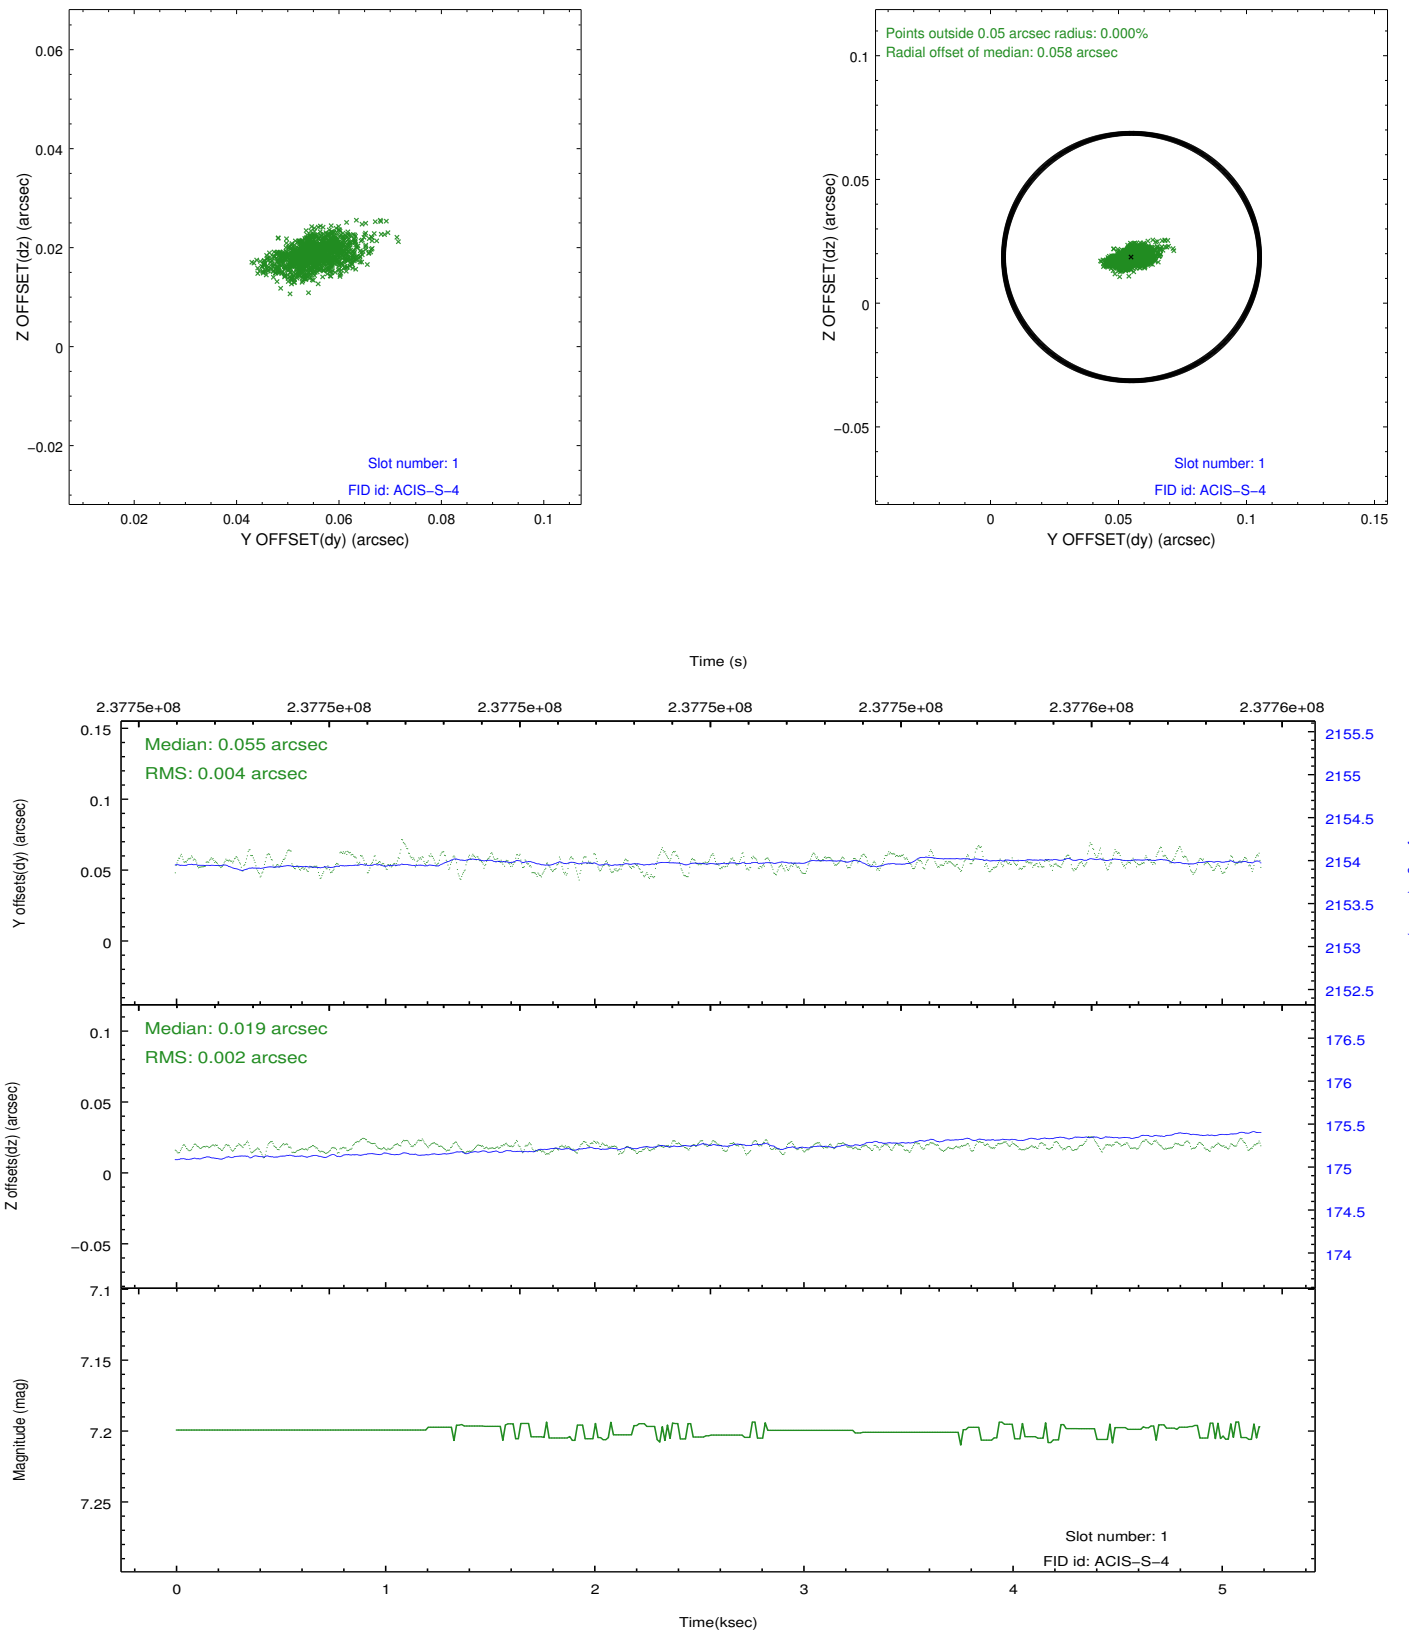 0.06
0.04
0.02
0
−0.02
Z OFFSET(dz) (arcsec)
Slot number: 1
FID id: ACIS−S−4
0.02
0.04
0.06
0.08
0.1
Y OFFSET(dy) (arcsec)
Points outside 0.05 arcsec radius: 0.000%
Radial offset of median: 0.058 arcsec
0.1
0.05
0
−0.05
Z OFFSET(dz) (arcsec)
Slot number: 1
FID id: ACIS−S−4
0
0.05
0.1
0.15
Y OFFSET(dy) (arcsec)
Time (s)
2.3775e+08
2.3775e+08
2.3775e+08
2.3775e+08
2.3775e+08
2.3776e+08
2.3776e+08
Median: 0.055 arcsec
RMS: 0.004 arcsec
0.15
0.1
0.05
0
Y offsets(dy) (arcsec)
2155.5
2155
2154.5
2154
2153.5
2153
2152.5
Median: 0.019 arcsec
RMS: 0.002 arcsec
0.1
0.05
0
−0.05
Z offsets(dz) (arcsec)
176.5
176
175.5
175
174.5
174
7.1
7.15
7.2
7.25
Magnitude (mag)
Slot number: 1
FID id: ACIS−S−4
0
1
2
3
4
5
Time(ksec)